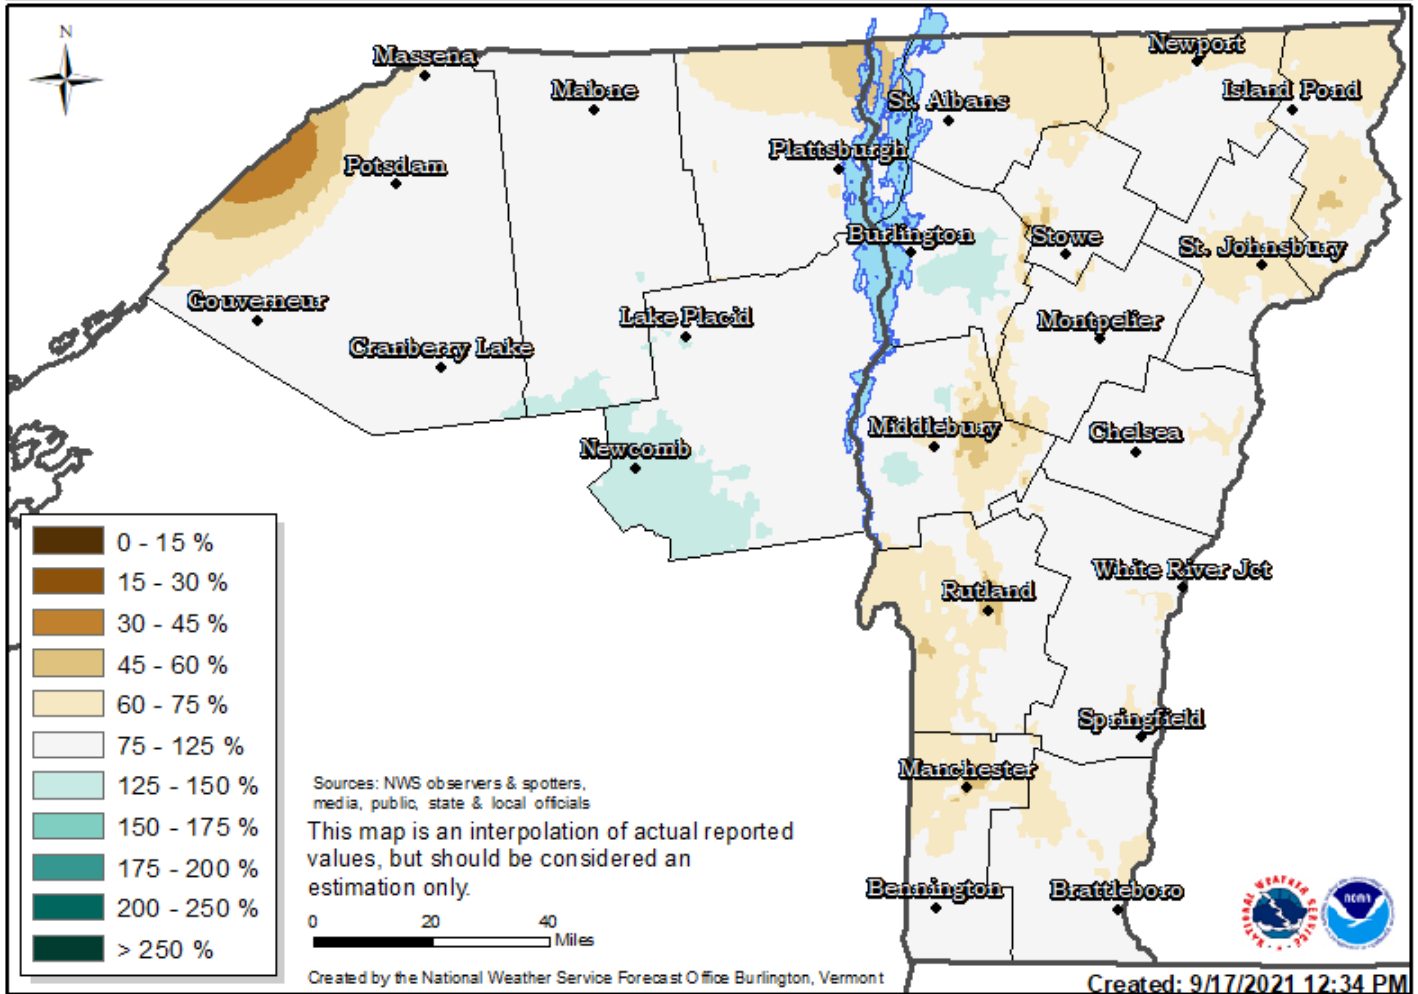 N
Massena
Malone
Newport
St. Albans
Island Pond
Plattsburgh
Potsdam
Burlington
Stowe
St. Johnsbury
Gouverneur
Lake Placid
Montpelier
Cranberry Lake
Middlebury
Chelsea
Newcomb
White River Jct
Rutland
Springfield
Manchester
Bennington
Brattleboro
0 - 15 %
15 - 30 %
30 - 45 %
45 - 60 %
60 - 75 %
75 - 125 %
125 - 150 %
150 - 175 %
175 - 200 %
200 - 250 %
> 250 %
Sources: NWS observers & spotters,
media, public, state & local officials
This map is an interpolation of actual reported
values, but should be considered an
estimation only.
0 20 40
Miles
Created by the National Weather Service Forecast Office Burlington, Vermont
NATIONAL WEATHER SERVICE
noaa
Created: 9/17/2021 12:34 PM